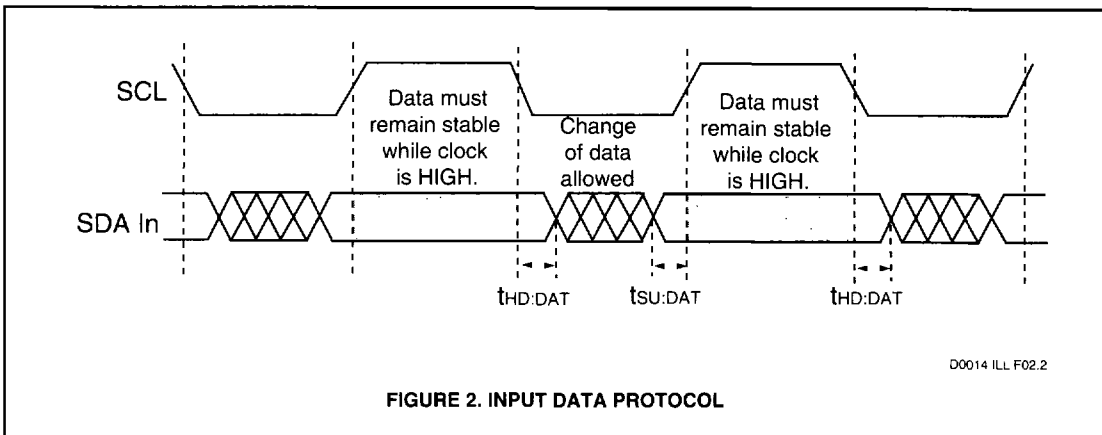 SCL
Data must
remain stable
while clock
is HIGH.
Change
of data
allowed
Data must
remain stable
while clock
is HIGH.
SDA In
tHD:DAT
tSU:DAT
tHD:DAT
D0014 ILL F02.2
FIGURE 2. INPUT DATA PROTOCOL